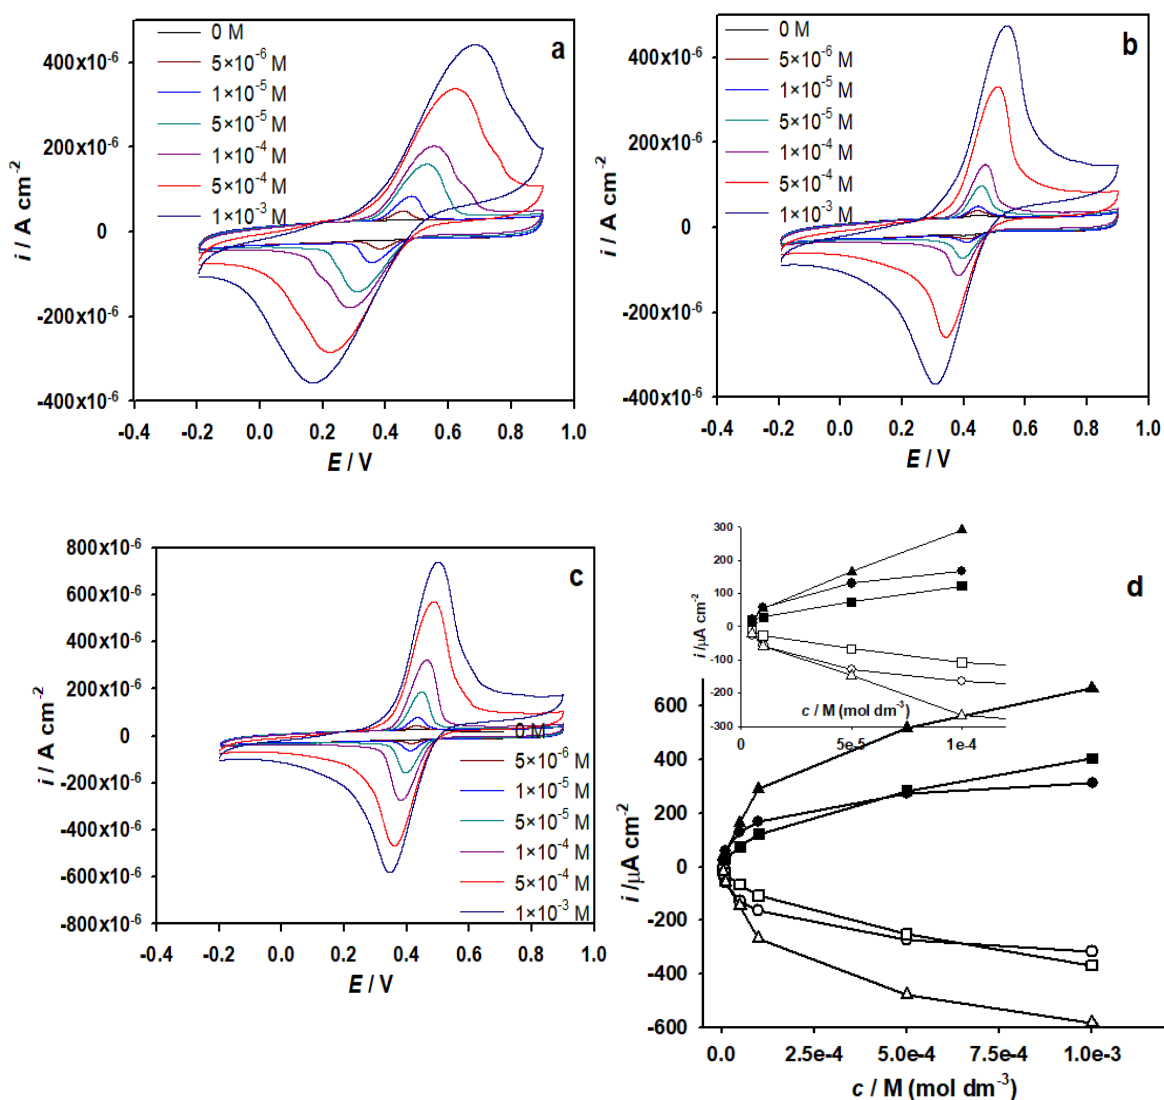 a
0 M
5×10⁻⁶ M
1×10⁻⁵ M
5×10⁻⁵ M
1×10⁻⁴ M
5×10⁻⁴ M
1×10⁻³ M
400x10⁻⁶
200x10⁻⁶
0
-200x10⁻⁶
-400x10⁻⁶
i / A cm⁻²
-0.4 -0.2 0.0 0.2 0.4 0.6 0.8 1.0
E / V
b
0 M
5×10⁻⁶ M
1×10⁻⁵ M
5×10⁻⁵ M
1×10⁻⁴ M
5×10⁻⁴ M
1×10⁻³ M
400x10⁻⁶
200x10⁻⁶
0
-200x10⁻⁶
-400x10⁻⁶
i / A cm⁻²
-0.4 -0.2 0.0 0.2 0.4 0.6 0.8 1.0
E / V
c
800x10⁻⁶
600x10⁻⁶
400x10⁻⁶
200x10⁻⁶
0
-200x10⁻⁶
-400x10⁻⁶
-600x10⁻⁶
-800x10⁻⁶
i / A cm⁻²
0 M
5×10⁻⁶ M
1×10⁻⁵ M
5×10⁻⁵ M
1×10⁻⁴ M
5×10⁻⁴ M
1×10⁻³ M
-0.4 -0.2 0.0 0.2 0.4 0.6 0.8 1.0
E / V
d
300
200
100
0
-100
-200
-300
i /µA cm⁻²
c / M (mol dm⁻³)
0 5e-5 1e-4
600
400
200
0
-200
-400
-600
i /µA cm⁻²
0.0 2.5e-4 5.0e-4 7.5e-4 1.0e-3
c / M (mol dm⁻³)